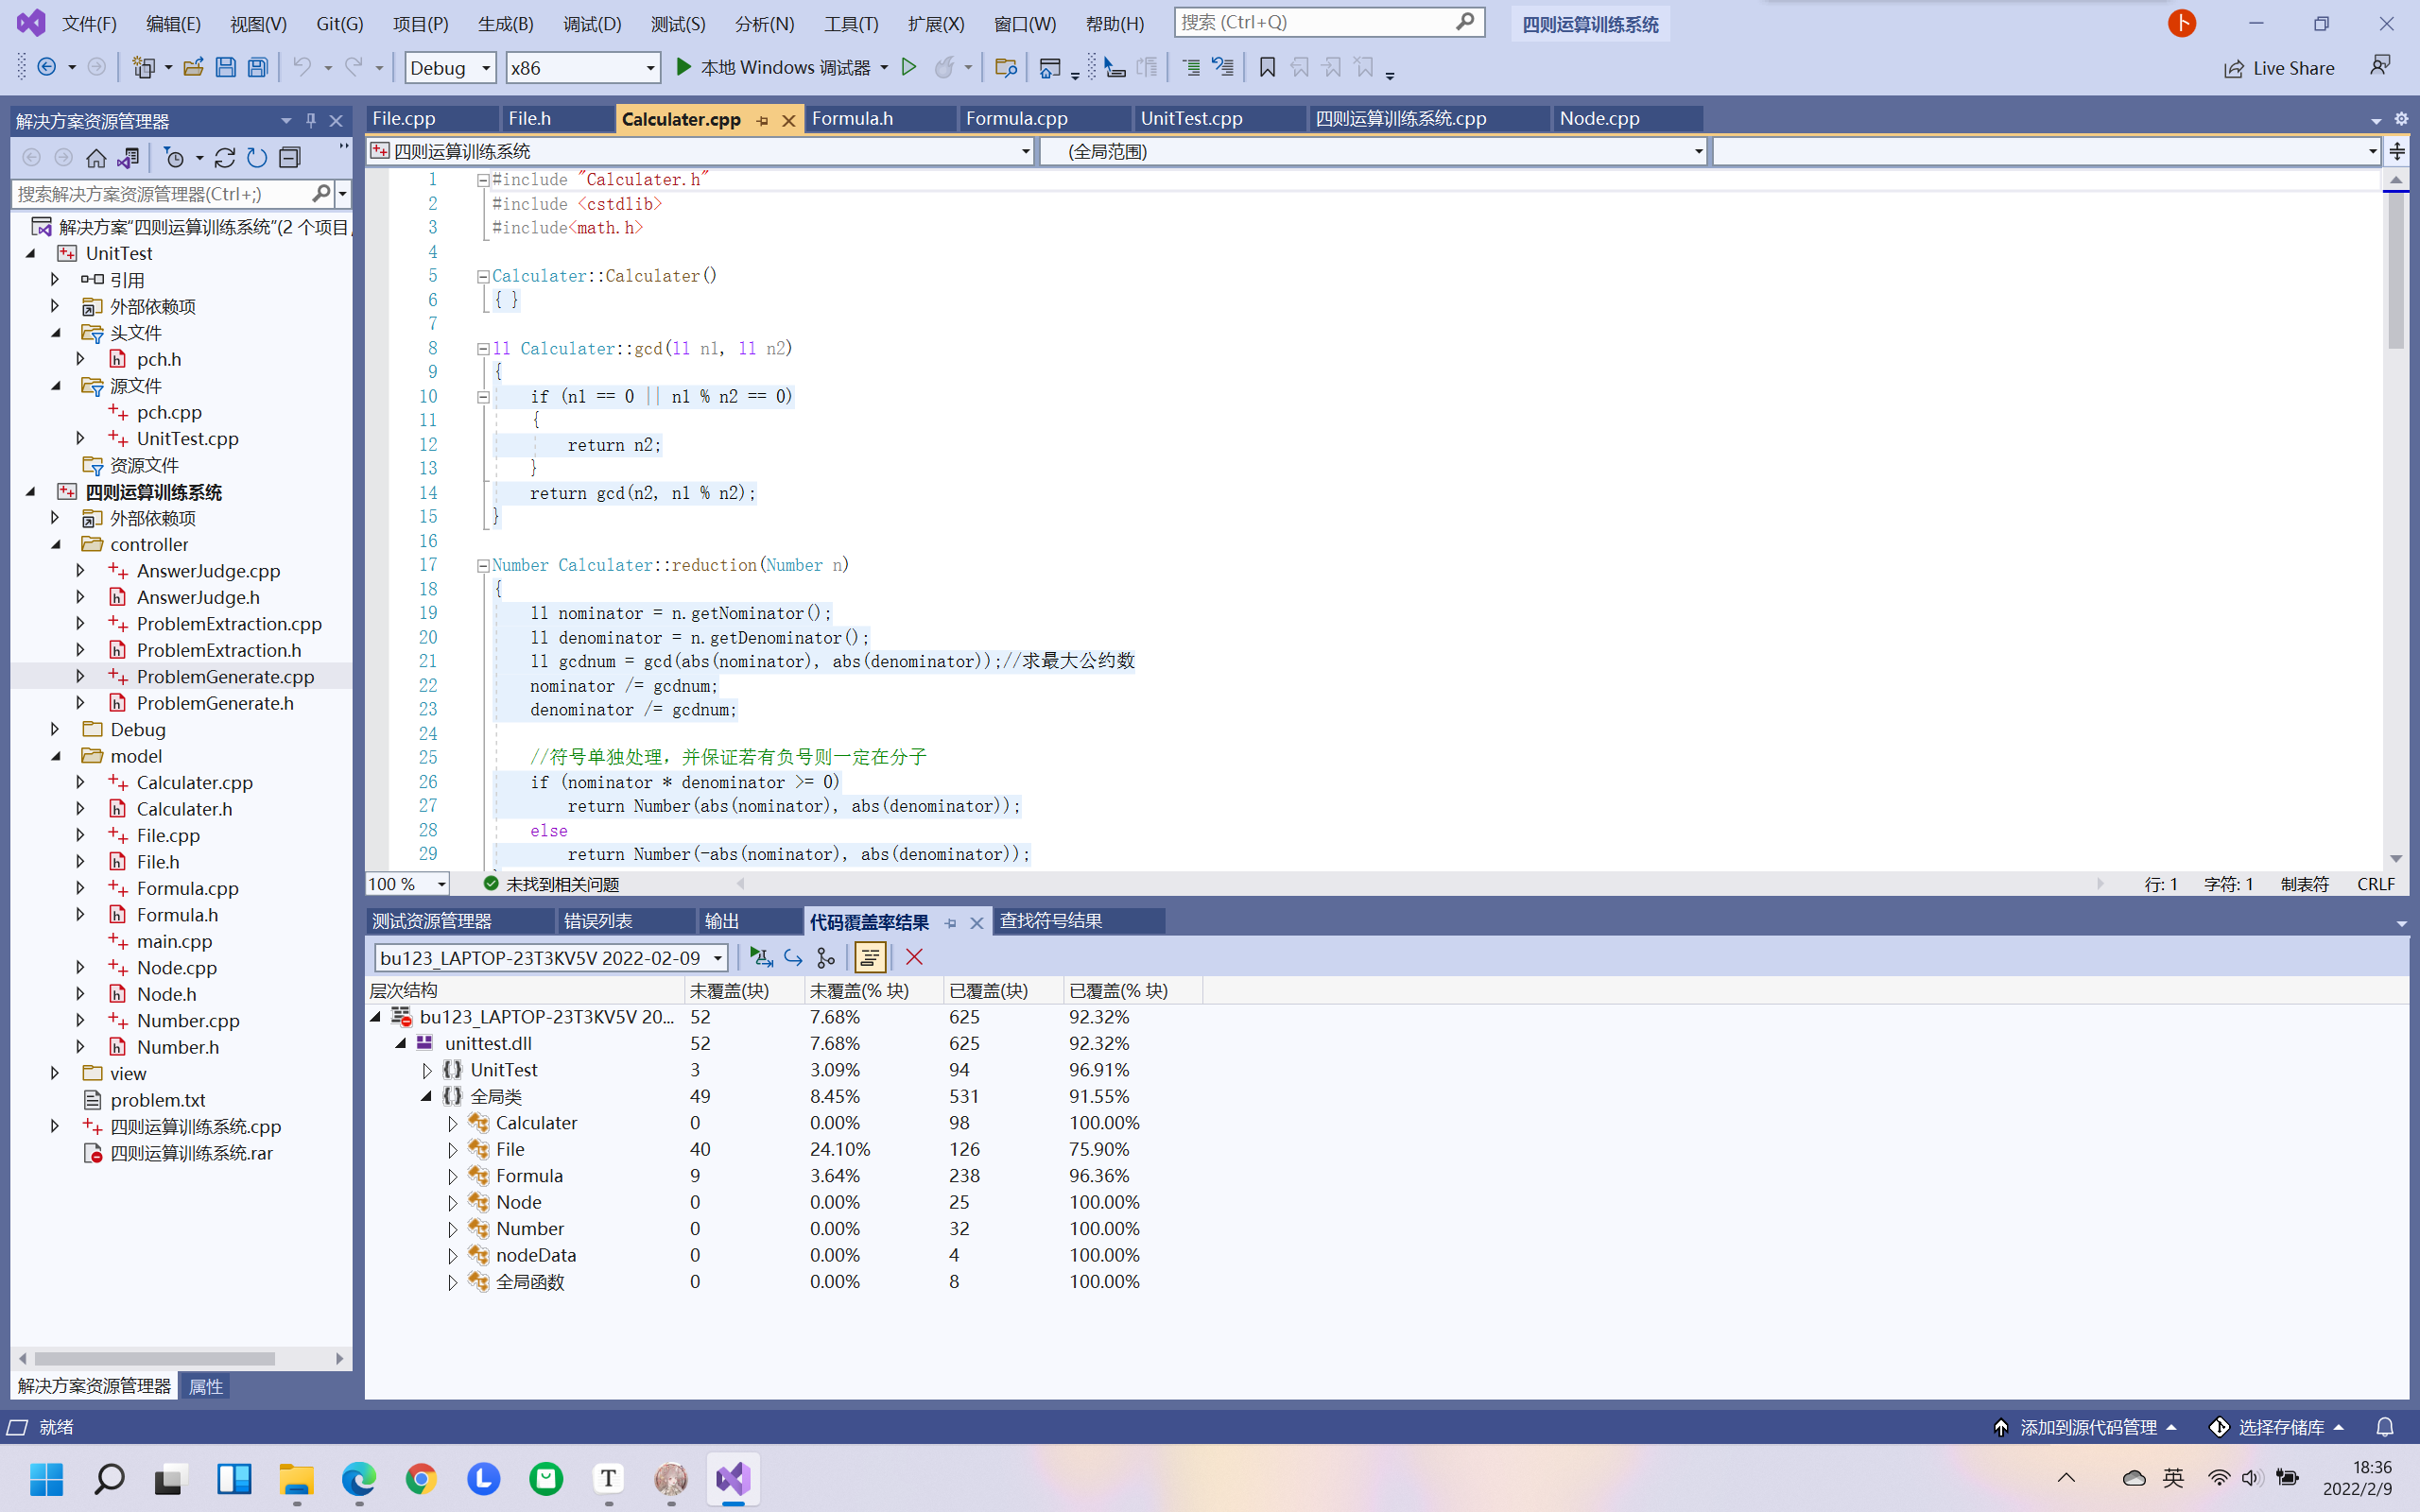 文件(F) 编辑(E) 视图(V) Git(G) 项目(P) 生成(B) 调试(D) 测试(S) 分析(N) 工具(T) 扩展(X) 窗口(W) 帮助(H) 搜索 (Ctrl+Q) 四则运算训练系统 卜
Debug x86 本地 Windows 调试器 Live Share
解决方案资源管理器
搜索解决方案资源管理器(Ctrl+;)
解决方案"四则运算训练系统"(2 个项目,
UnitTest
引用
外部依赖项
头文件
pch.h
源文件
pch.cpp
UnitTest.cpp
资源文件
四则运算训练系统
外部依赖项
controller
AnswerJudge.cpp
AnswerJudge.h
ProblemExtraction.cpp
ProblemExtraction.h
ProblemGenerate.cpp
ProblemGenerate.h
Debug
model
Calculater.cpp
Calculater.h
File.cpp
File.h
Formula.cpp
Formula.h
main.cpp
Node.cpp
Node.h
Number.cpp
Number.h
view
problem.txt
四则运算训练系统.cpp
四则运算训练系统.rar
解决方案资源管理器 属性
File.cpp File.h Calculater.cpp Formula.h Formula.cpp UnitTest.cpp 四则运算训练系统.cpp Node.cpp
四则运算训练系统 (全局范围)
1 #include "Calculater.h"
2 #include <cstdlib>
3 #include<math.h>
4
5 Calculater::Calculater()
6 { }
7
8 ll Calculater::gcd(ll n1, ll n2)
9 {
10 if (n1 == 0 || n1 % n2 == 0)
11 {
12 return n2;
13 }
14 return gcd(n2, n1 % n2);
15 }
16
17 Number Calculater::reduction(Number n)
18 {
19 ll nominator = n.getNominator();
20 ll denominator = n.getDenominator();
21 ll gcdnum = gcd(abs(nominator), abs(denominator));//求最大公约数
22 nominator /= gcdnum;
23 denominator /= gcdnum;
24
25 //符号单独处理，并保证若有负号则一定在分子
26 if (nominator * denominator >= 0)
27 return Number(abs(nominator), abs(denominator));
28 else
29 return Number(-abs(nominator), abs(denominator));
100 % 未找到相关问题 行: 1 字符: 1 制表符 CRLF
测试资源管理器 错误列表 输出 代码覆盖率结果 查找符号结果
bu123_LAPTOP-23T3KV5V 2022-02-09
层次结构 未覆盖(块) 未覆盖(% 块) 已覆盖(块) 已覆盖(% 块)
bu123_LAPTOP-23T3KV5V 20... 52 7.68% 625 92.32%
unittest.dll 52 7.68% 625 92.32%
UnitTest 3 3.09% 94 96.91%
全局类 49 8.45% 531 91.55%
Calculater 0 0.00% 98 100.00%
File 40 24.10% 126 75.90%
Formula 9 3.64% 238 96.36%
Node 0 0.00% 25 100.00%
Number 0 0.00% 32 100.00%
nodeData 0 0.00% 4 100.00%
全局函数 0 0.00% 8 100.00%
就绪 添加到源代码管理 选择存储库
英 18:36
2022/2/9